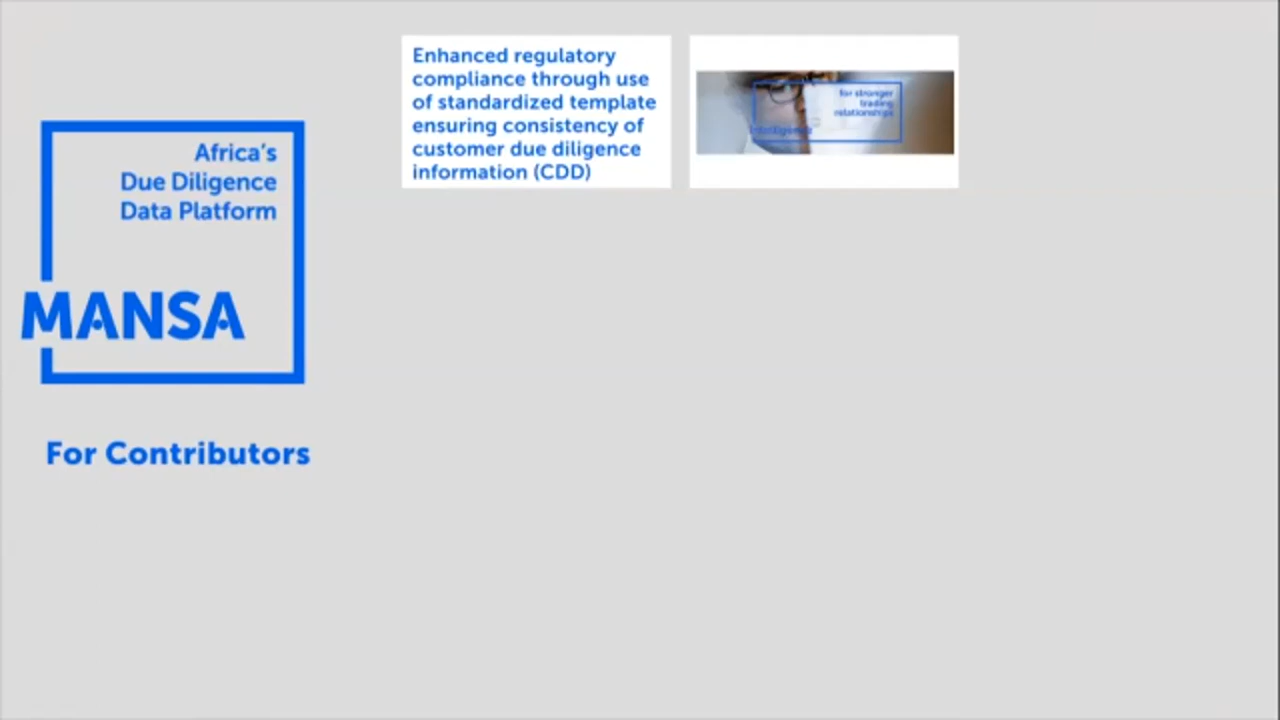 Africa's
Due Diligence
Data Platform
MANSA
For Contributors
Enhanced regulatory
compliance through use
of standardized template
ensuring consistency of
customer due diligence
information (CDD)
for stronger
trading
relationships
Intelligence